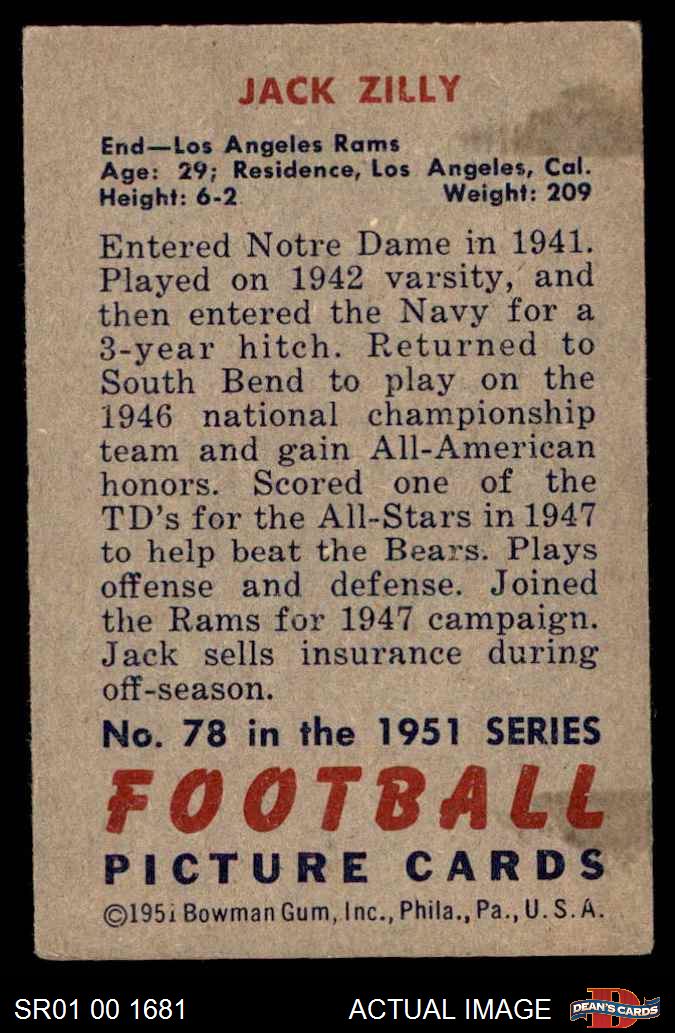 JACK ZILLY
End—Los Angeles Rams
Age: 29; Residence, Los Angeles, Cal.
Height: 6-2 Weight: 209
Entered Notre Dame in 1941.
Played on 1942 varsity, and
then entered the Navy for a
3-year hitch. Returned to
South Bend to play on the
1946 national championship
team and gain All-American
honors. Scored one of the
TD's for the All-Stars in 1947
to help beat the Bears. Plays
offense and defense. Joined
the Rams for 1947 campaign.
Jack sells insurance during
off-season.
No. 78 in the 1951 SERIES
FOOTBALL
PICTURE CARDS
©1951 Bowman Gum, Inc., Phila., Pa., U. S. A.
SR01 00 1681 ACTUAL IMAGE D DEAN'S CARDS